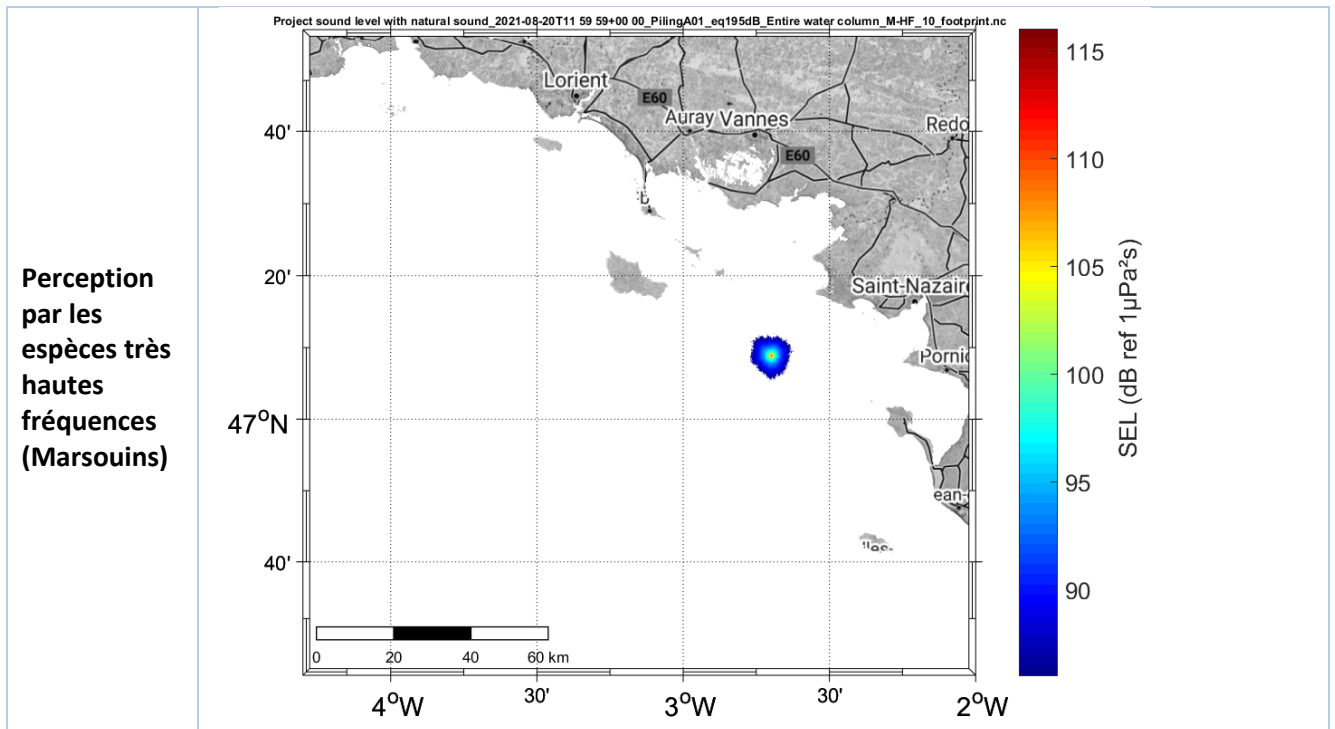 Project sound level with natural sound_2021-08-20T11 59 59+00 00_PilingA01_eq195dB_Entire water column_M-HF_10_footprint.nc
Perception
par les
espèces très
hautes
fréquences
(Marsouins)
Lorient
E60
Auray Vannes
Redo
E60
Saint-Nazair
Pornic
ean-
40'
20'
47°N
40'
0 20 40 60 km
4°W 30' 3°W 30' 2°W
115
110
105
100
95
90
SEL (dB ref 1µPa²s)